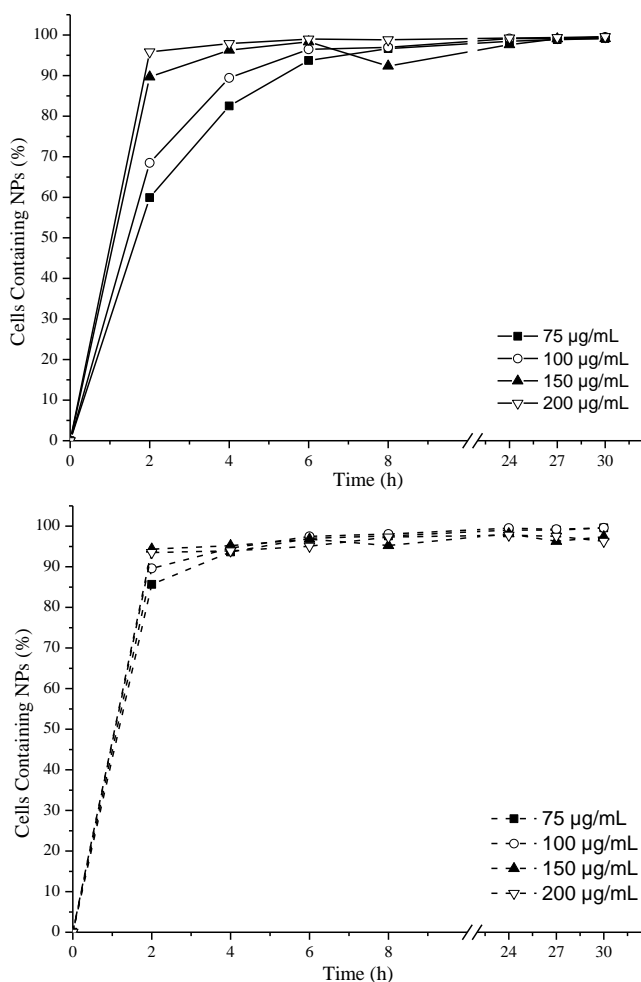 Cells Containing NPs (%)
100
90
80
70
60
50
40
30
20
10
0
75 µg/mL
100 µg/mL
150 µg/mL
200 µg/mL
0 2 4 6 8 24 27 30
Time (h)
Cells Containing NPs (%)
100
90
80
70
60
50
40
30
20
10
0
75 µg/mL
100 µg/mL
150 µg/mL
200 µg/mL
0 2 4 6 8 24 27 30
Time (h)